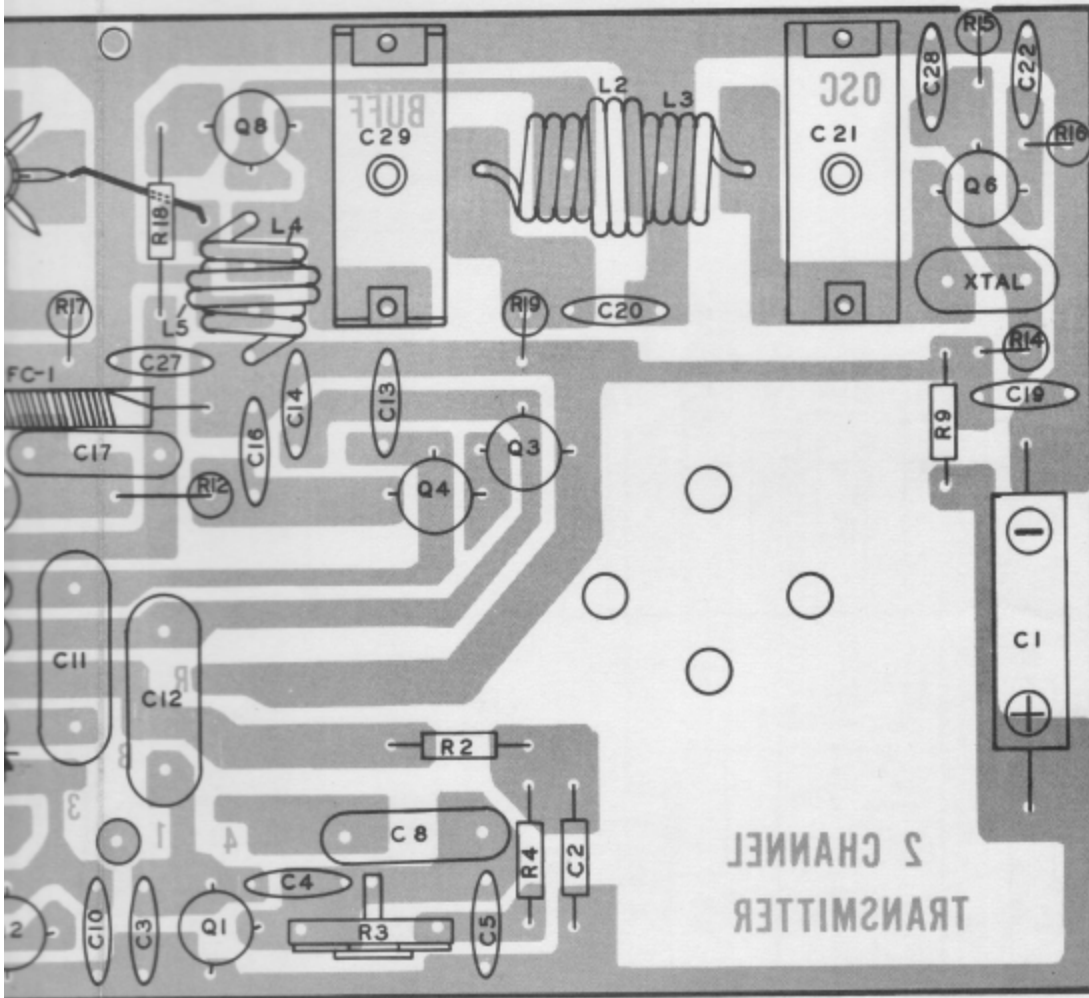 R15
C28
C22
L2
L3
BUFF
OSC
Q8
C29
C21
R16
Q6
R18
L4
XTAL
R17
R19
C20
L5
R14
C27
FC-1
C14
C13
C19
R9
C16
Q3
C17
R12
Q4
C1
C11
R
C12
B
R2
3
1
4
C8
2 CHANNEL
R4
C2
C4
TRANSMITTER
C10
C3
Q1
R3
C5
2